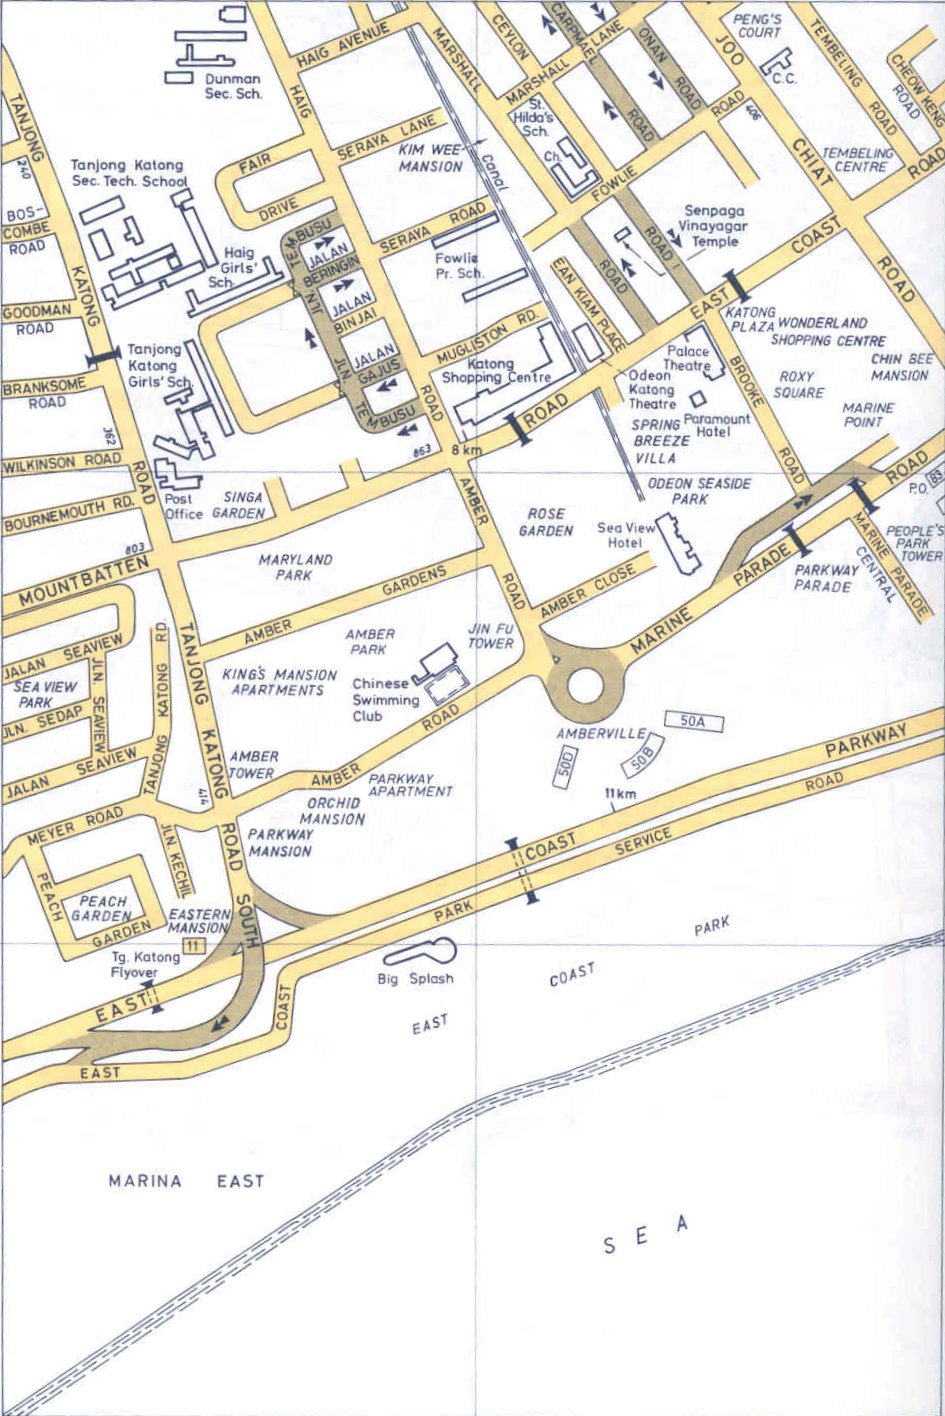 HAIG AVENUE
MARSHALL
CEYLON
CARPMAEL
ROAD
MARSHALL LANE
ONAN
ROAD
JOO
CHIAT
ROAD
PENG'S
COURT
C.C.
TEMBELING
ROAD
CHEOW KENG
ROAD
TEMBELING
CENTRE
406
Dunman
Sec. Sch.
HAIG
ROAD
TANJONG
KATONG
ROAD
240
362
803
BOS-
COMBE
ROAD
Tanjong Katong
Sec. Tech. School
FAIR
DRIVE
SERAYA LANE
KIM WEE
MANSION
Canal
St.
Hilda's
Sch.
Ch.
FOWLIE
ROAD
Haig
Girls'
Sch.
TEMBUSU
JALAN
BERINGIN
JALAN
BINJAI
JALAN
GAJUS
JLN.
JLN.
TEMBUSU
SERAYA ROAD
Fowlie
Pr. Sch.
Senpaga
Vinayagar
Temple
ROAD
ROAD
EAST COAST ROAD
EAN KIAM PLACE
MUGLISTON RD.
GOODMAN
ROAD
BRANKSOME
ROAD
WILKINSON ROAD
BOURNEMOUTH RD.
Tanjong
Katong
Girls' Sch.
Katong
Shopping Centre
Palace
Theatre
Odeon
Katong
Theatre
Paramount
Hotel
SPRING
BREEZE
VILLA
KATONG
PLAZA
WONDERLAND
SHOPPING CENTRE
CHIN BEE
MANSION
ROXY
SQUARE
MARINE
POINT
BROOKE
ROAD
ROAD
8 km
863
Post
Office
SINGA
GARDEN
ODEON SEASIDE
PARK
P.O.
83
ROSE
GARDEN
Sea View
Hotel
MARYLAND
PARK
MOUNTBATTEN
AMBER
ROAD
AMBER GARDENS
AMBER CLOSE
MARINE PARADE ROAD
PARKWAY
PARADE
MARINE PARADE
CENTRAL
PEOPLE'S
PARK
TOWER
JALAN SEAVIEW
JLN. SEAVIEW
SEA VIEW
PARK
JLN. SEDAP
JALAN SEAVIEW
TANJONG KATONG RD.
TANJONG
KATONG
ROAD
SOUTH
414
AMBER
PARK
JIN FU
TOWER
KING'S MANSION
APARTMENTS
Chinese
Swimming
Club
AMBER ROAD
AMBERVILLE
50A
50B
50D
AMBER
TOWER
PARKWAY
APARTMENT
ORCHID
MANSION
PARKWAY
MANSION
11 km
MEYER ROAD
JLN. KECHIL
PEACH
GARDEN
PEACH
GARDEN
EASTERN
MANSION
11
Tg. Katong
Flyover
EAST COAST PARKWAY
EAST COAST PARK SERVICE ROAD
Big Splash
EAST COAST PARK
MARINA EAST
SEA